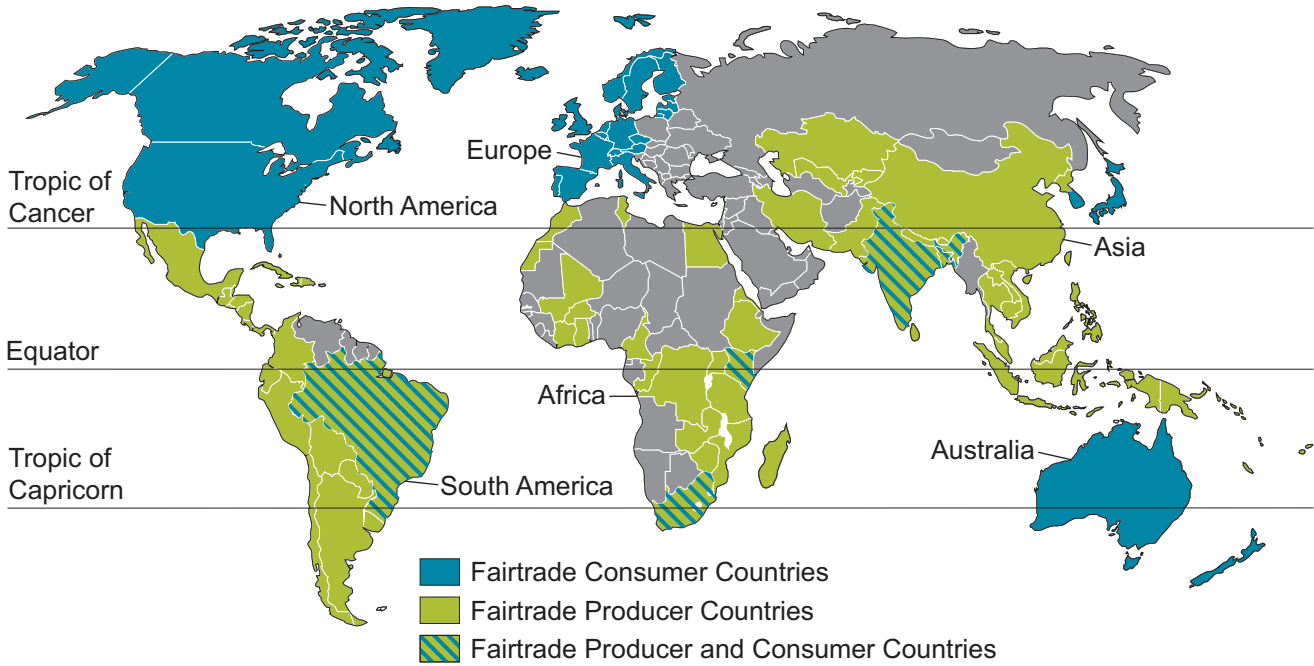 Europe
Tropic of
Cancer
North America
Asia
Equator
Africa
Tropic of
Capricorn
South America
Australia
Fairtrade Consumer Countries
Fairtrade Producer Countries
Fairtrade Producer and Consumer Countries